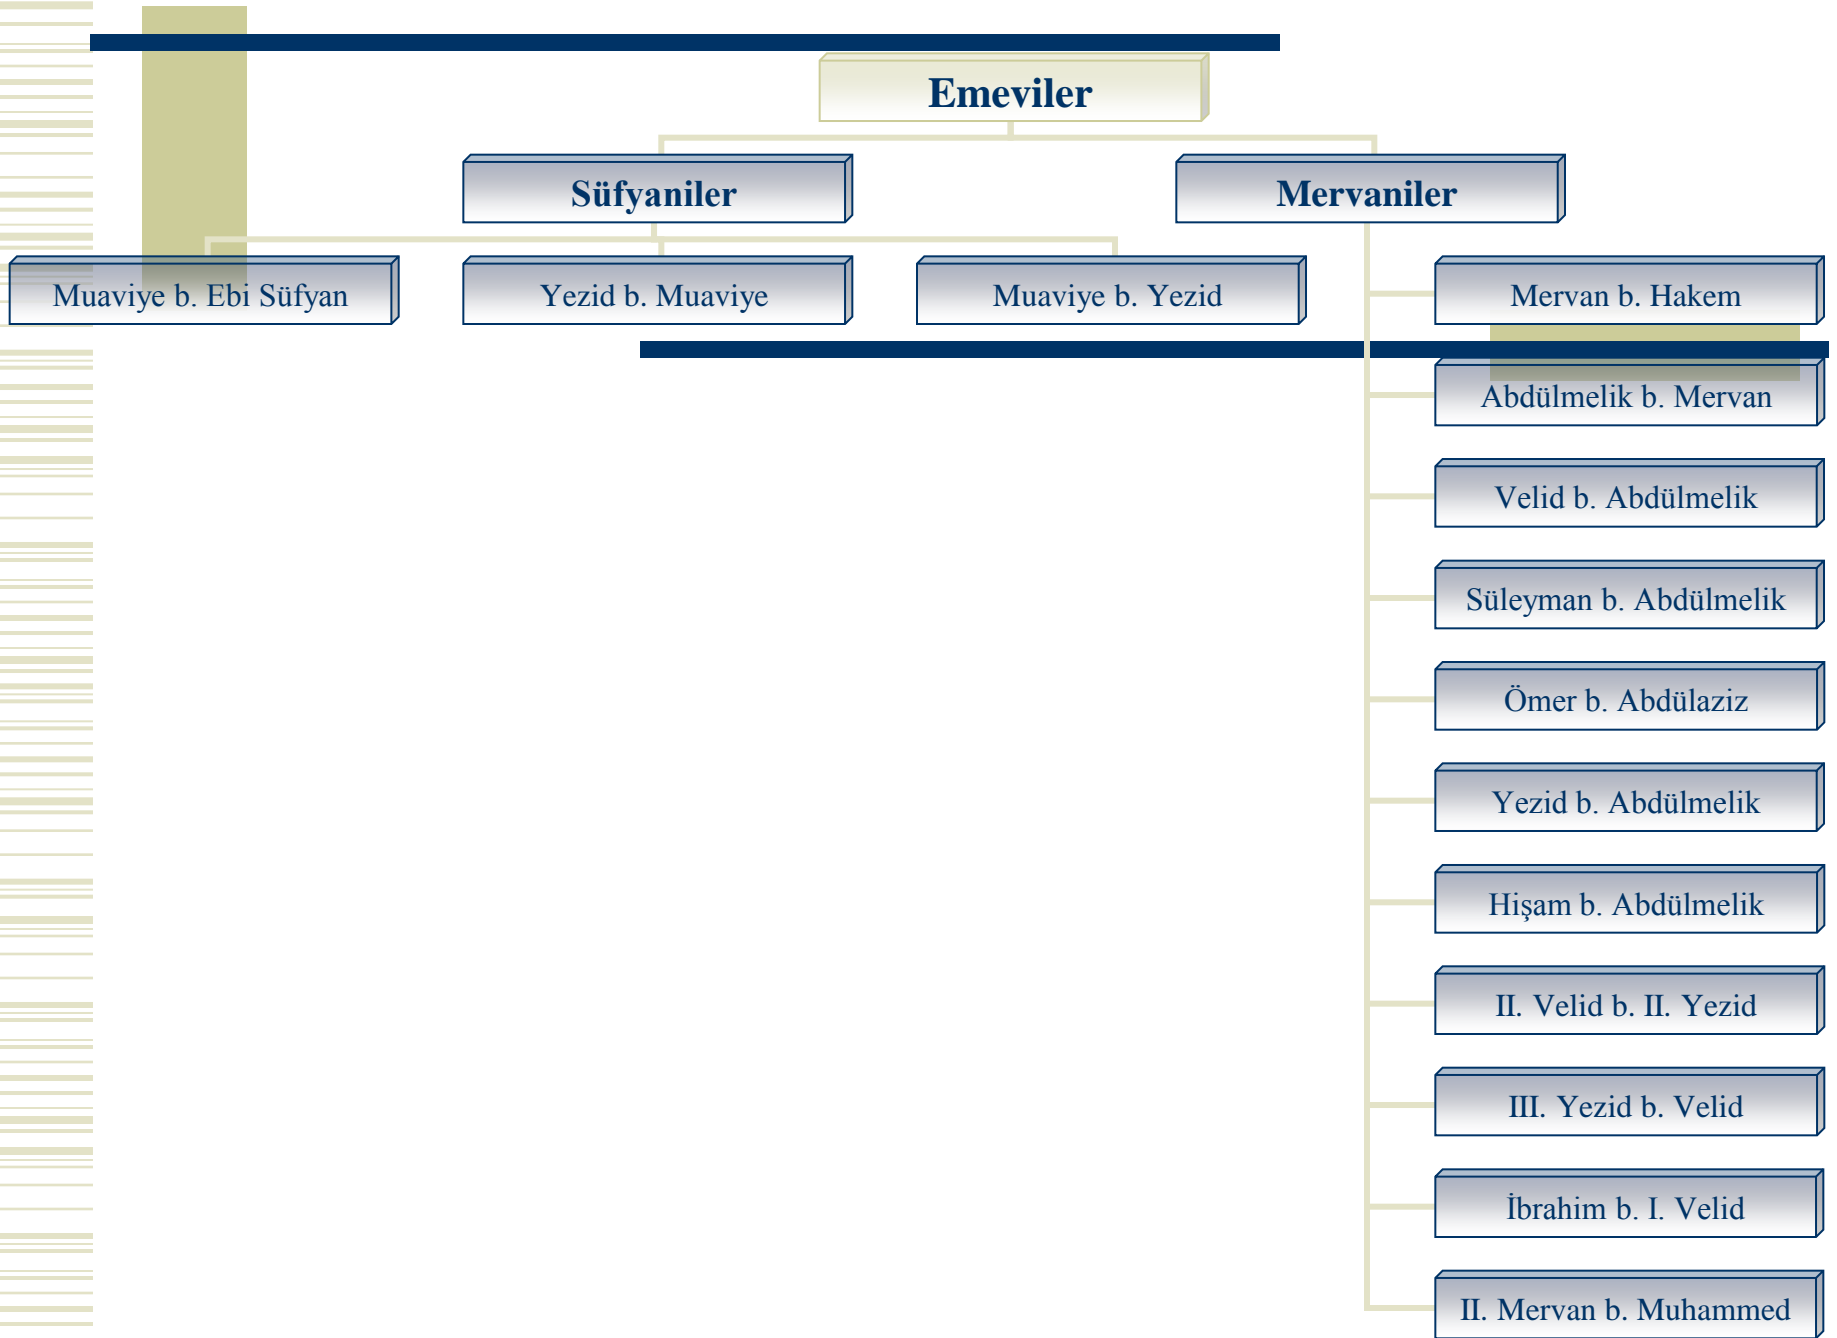 Emeviler
Süfyaniler
Mervaniler
Muaviye b. Ebi Süfyan
Yezid b. Muaviye
Muaviye b. Yezid
Mervan b. Hakem
Abdülmelik b. Mervan
Velid b. Abdülmelik
Süleyman b. Abdülmelik
Ömer b. Abdülaziz
Yezid b. Abdülmelik
Hişam b. Abdülmelik
II. Velid b. II. Yezid
III. Yezid b. Velid
İbrahim b. I. Velid
II. Mervan b. Muhammed